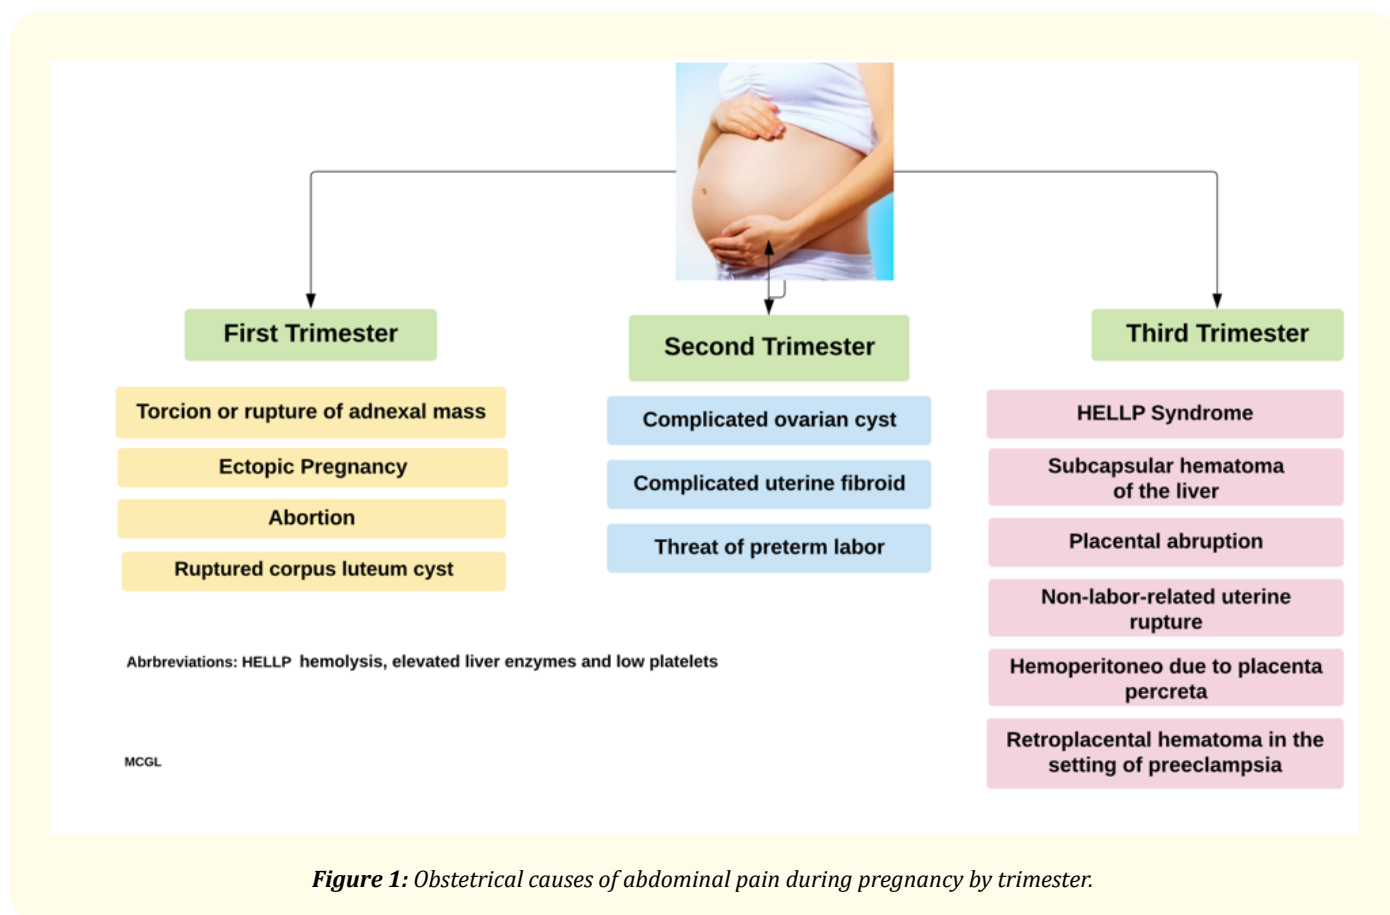 First Trimester
Torcion or rupture of adnexal mass
Ectopic Pregnancy
Abortion
Ruptured corpus luteum cyst
Second Trimester
Complicated ovarian cyst
Complicated uterine fibroid
Threat of preterm labor
Third Trimester
HELLP Syndrome
Subcapsular hematoma
of the liver
Placental abruption
Non-labor-related uterine
rupture
Hemoperitoneo due to placenta
percreta
Retroplacental hematoma in the
setting of preeclampsia
Abrbreviations: HELLP hemolysis, elevated liver enzymes and low platelets
MCGL
Figure 1: Obstetrical causes of abdominal pain during pregnancy by trimester.